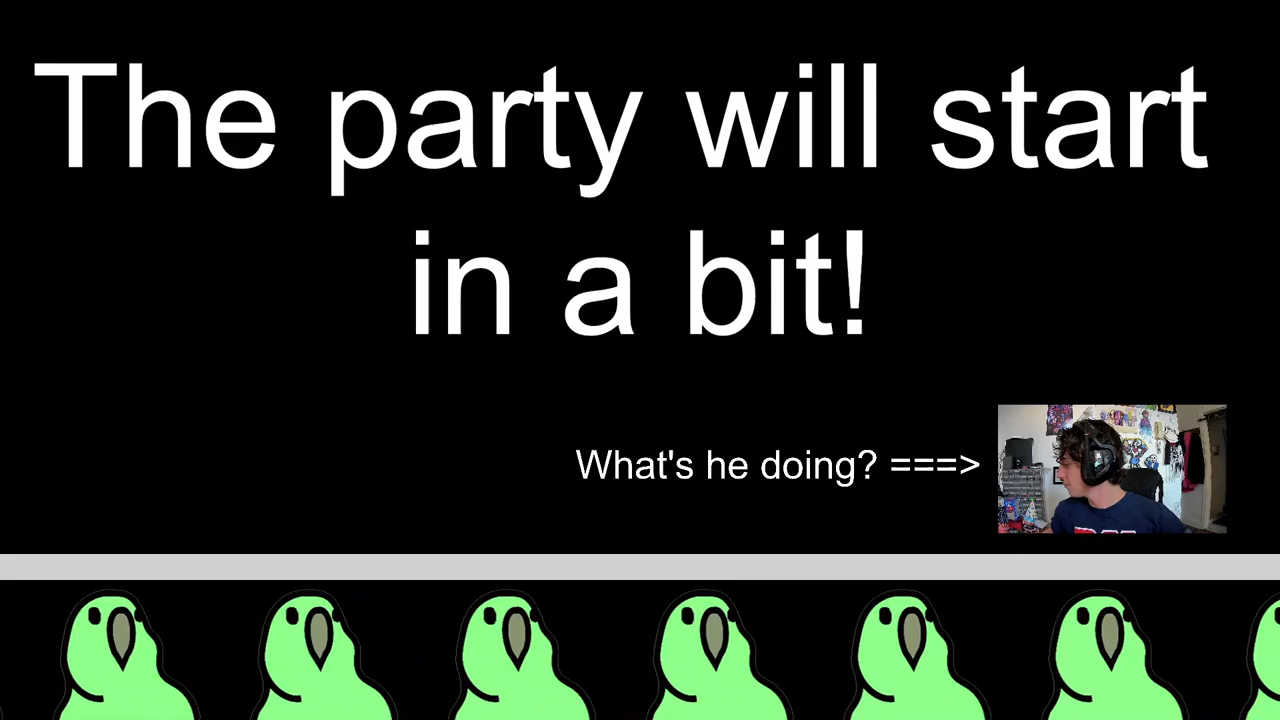 The party will start
in a bit!
What's he doing? ===>